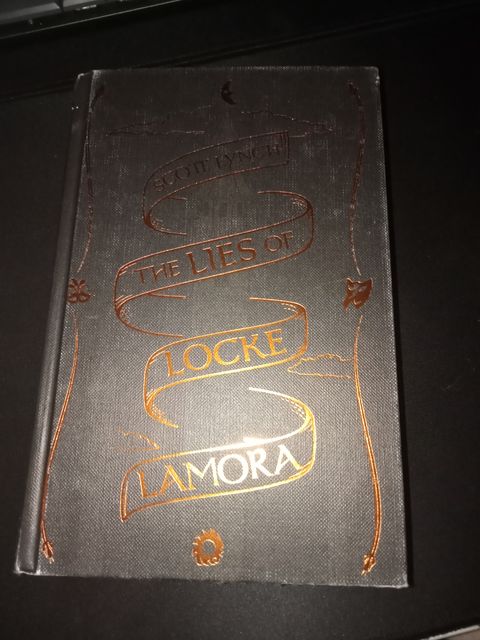 SCOTT LYNCH
THE LIES OF
LOCKE
LAMORA